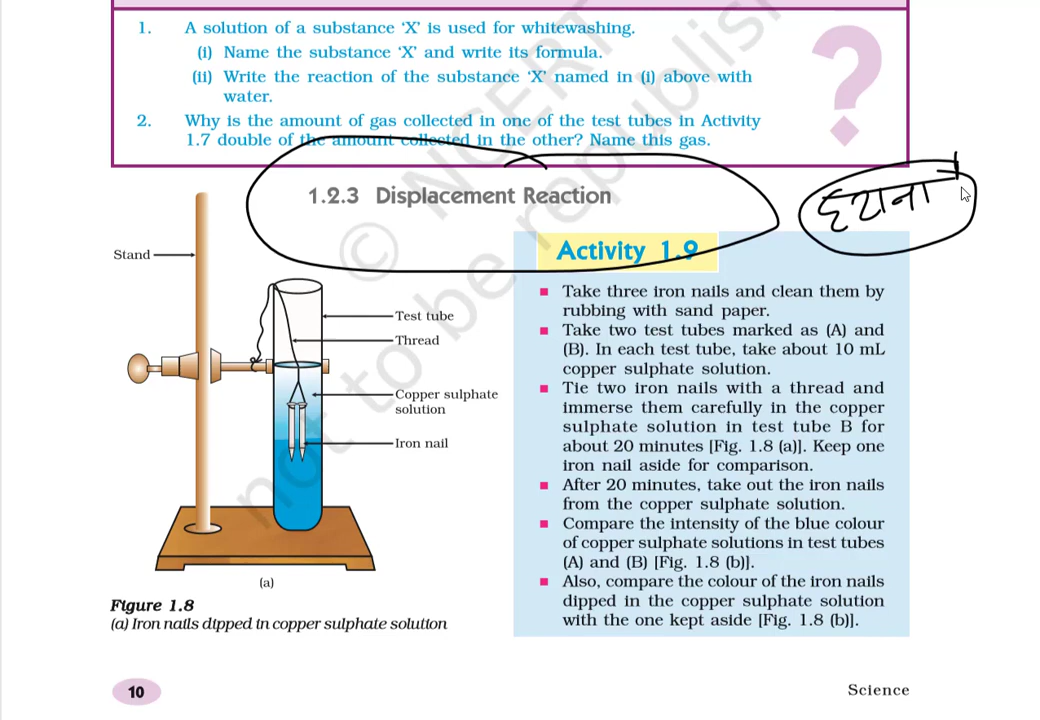 1. A solution of a substance ‘X’ is used for whitewashing.
(i) Name the substance ‘X’ and write its formula.
(ii) Write the reaction of the substance ‘X’ named in (i) above with
water.
2. Why is the amount of gas collected in one of the test tubes in Activity
1.7 double of the amount collected in the other? Name this gas.
?
1.2.3 Displacement Reaction
हटाना
Stand
Test tube
Thread
Copper sulphate
solution
Iron nail
(a)
Figure 1.8
(a) Iron nails dipped in copper sulphate solution
Activity 1.9
Take three iron nails and clean them by
rubbing with sand paper.
Take two test tubes marked as (A) and
(B). In each test tube, take about 10 mL
copper sulphate solution.
Tie two iron nails with a thread and
immerse them carefully in the copper
sulphate solution in test tube B for
about 20 minutes [Fig. 1.8 (a)]. Keep one
iron nail aside for comparison.
After 20 minutes, take out the iron nails
from the copper sulphate solution.
Compare the intensity of the blue colour
of copper sulphate solutions in test tubes
(A) and (B) [Fig. 1.8 (b)].
Also, compare the colour of the iron nails
dipped in the copper sulphate solution
with the one kept aside [Fig. 1.8 (b)].
© NCERT
not to be republish
10
Science